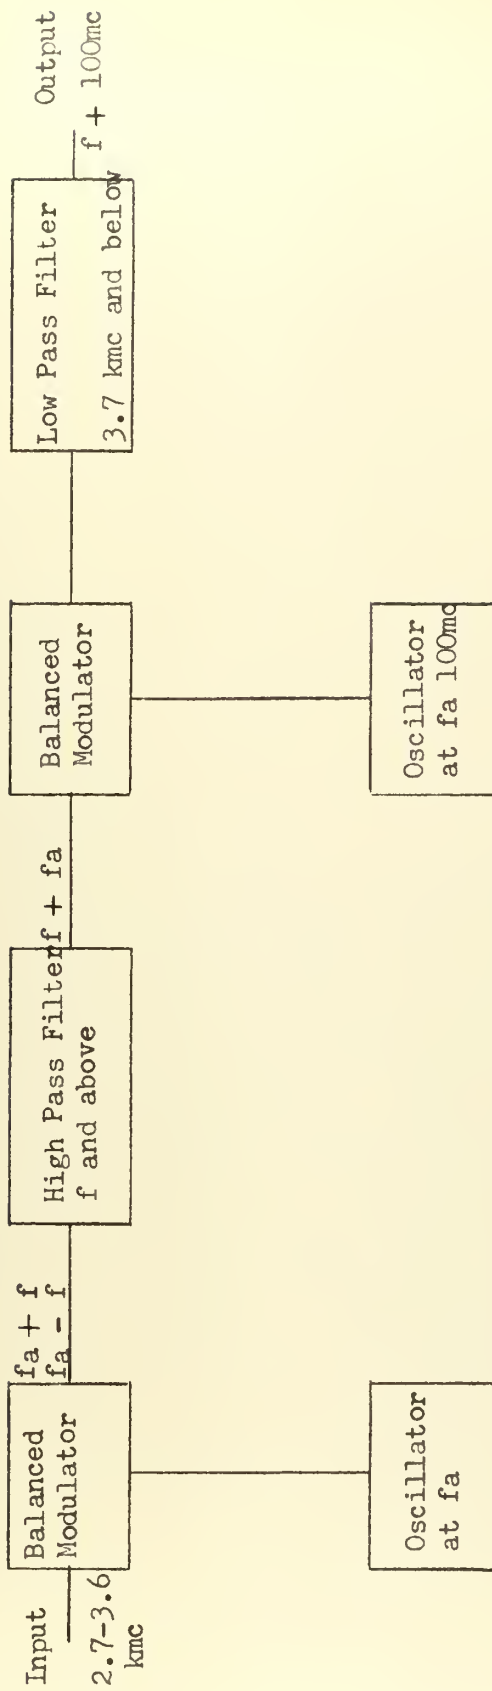 Input
2.7-3.6
kmc
Balanced
Modulator
fa + f
fa - f
High Pass Filter
f and above
f + fa
Balanced
Modulator
Low Pass Filter
3.7 kmc and below
Output
f + 100mc
Oscillator
at fa
Oscillator
at fa 100mc